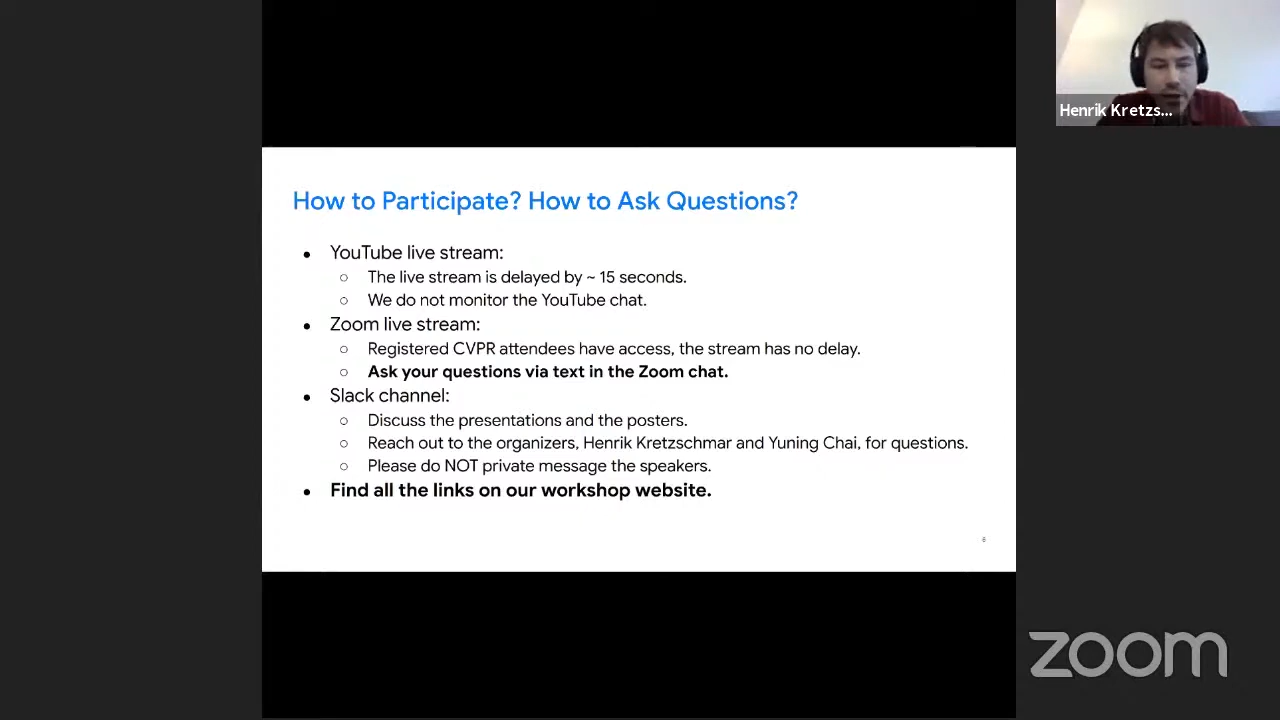 Henrik Kretzs...
How to Participate? How to Ask Questions?
● YouTube live stream:
○ The live stream is delayed by ~ 15 seconds.
○ We do not monitor the YouTube chat.
● Zoom live stream:
○ Registered CVPR attendees have access, the stream has no delay.
○ Ask your questions via text in the Zoom chat.
● Slack channel:
○ Discuss the presentations and the posters.
○ Reach out to the organizers, Henrik Kretzschmar and Yuning Chai, for questions.
○ Please do NOT private message the speakers.
● Find all the links on our workshop website.
zoom